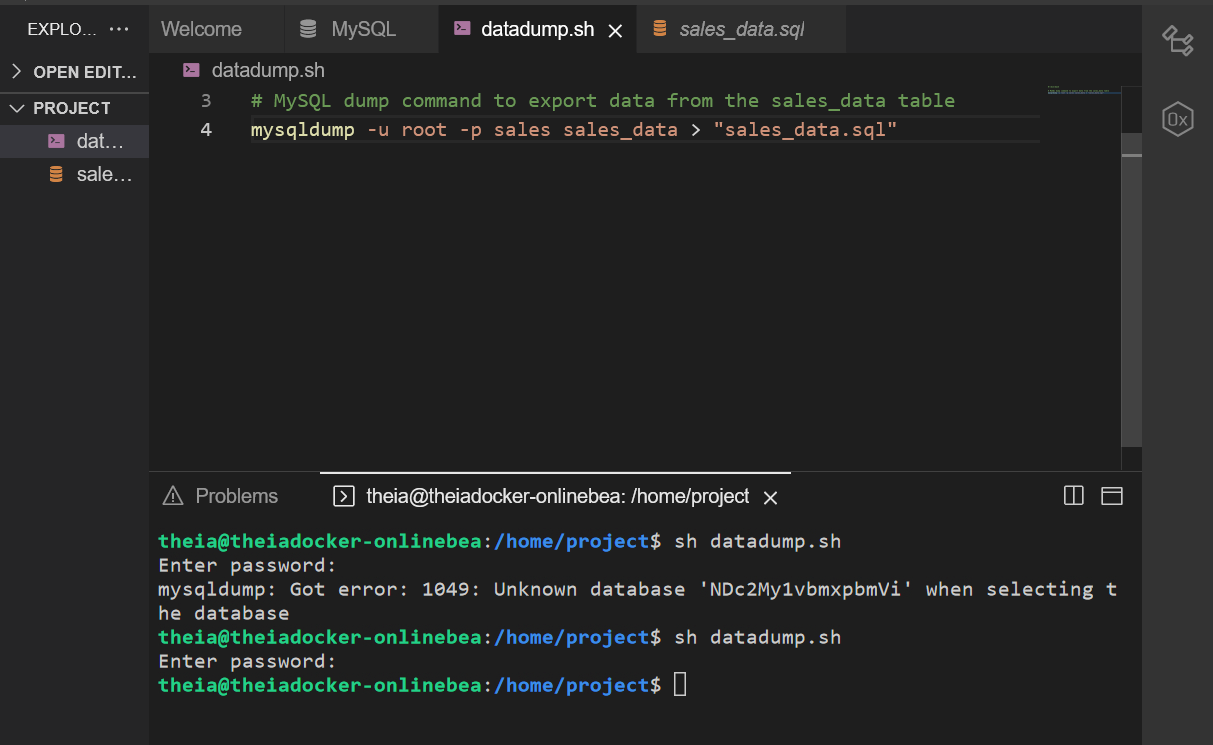 EXPLO... ···
Welcome
MySQL
datadump.sh
sales_data.sql
OPEN EDIT...
datadump.sh
PROJECT
dat...
sale...
3 # MySQL dump command to export data from the sales_data table
4 mysqldump -u root -p sales sales_data > "sales_data.sql"
0x
Problems
theia@theiadocker-onlinebea: /home/project
theia@theiadocker-onlinebea:/home/project$ sh datadump.sh
Enter password:
mysqldump: Got error: 1049: Unknown database 'NDc2My1vbmxpbmVi' when selecting t
he database
theia@theiadocker-onlinebea:/home/project$ sh datadump.sh
Enter password:
theia@theiadocker-onlinebea:/home/project$